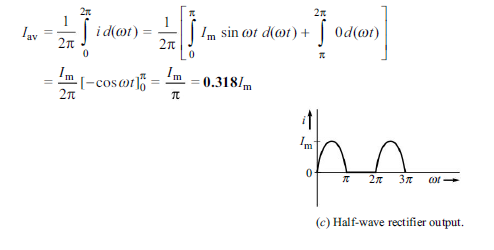 I_av = 1/2π ∫_0^2π i d(ωt) = 1/2π [ ∫_0^π I_m sin ωt d(ωt) + ∫_π^2π 0d(ωt) ]
= I_m/2π [−cos ωt]_0^π = I_m/π = 0.318I_m
i
I_m
0
π 2π 3π ωt
(c) Half-wave rectifier output.